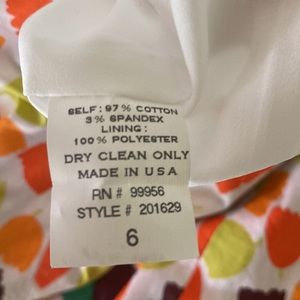 SELF: 97% COTTON
3% SPANDEX
LINING:
100% POLYESTER
DRY CLEAN ONLY
MADE IN USA
RN # 99956
STYLE # 201629
6